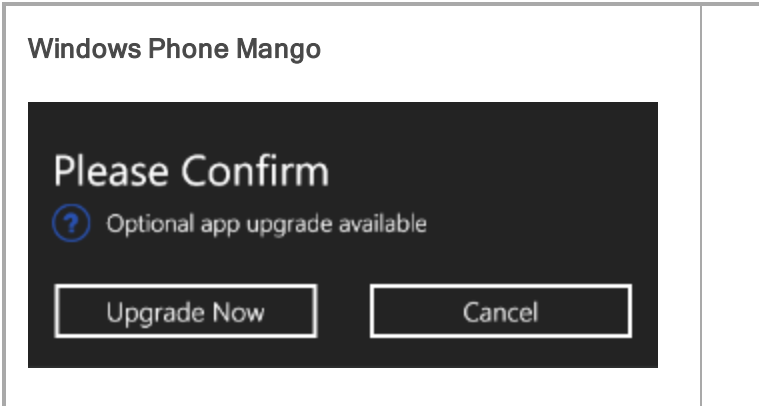 Windows Phone Mango
Please Confirm
? Optional app upgrade available
Upgrade Now
Cancel